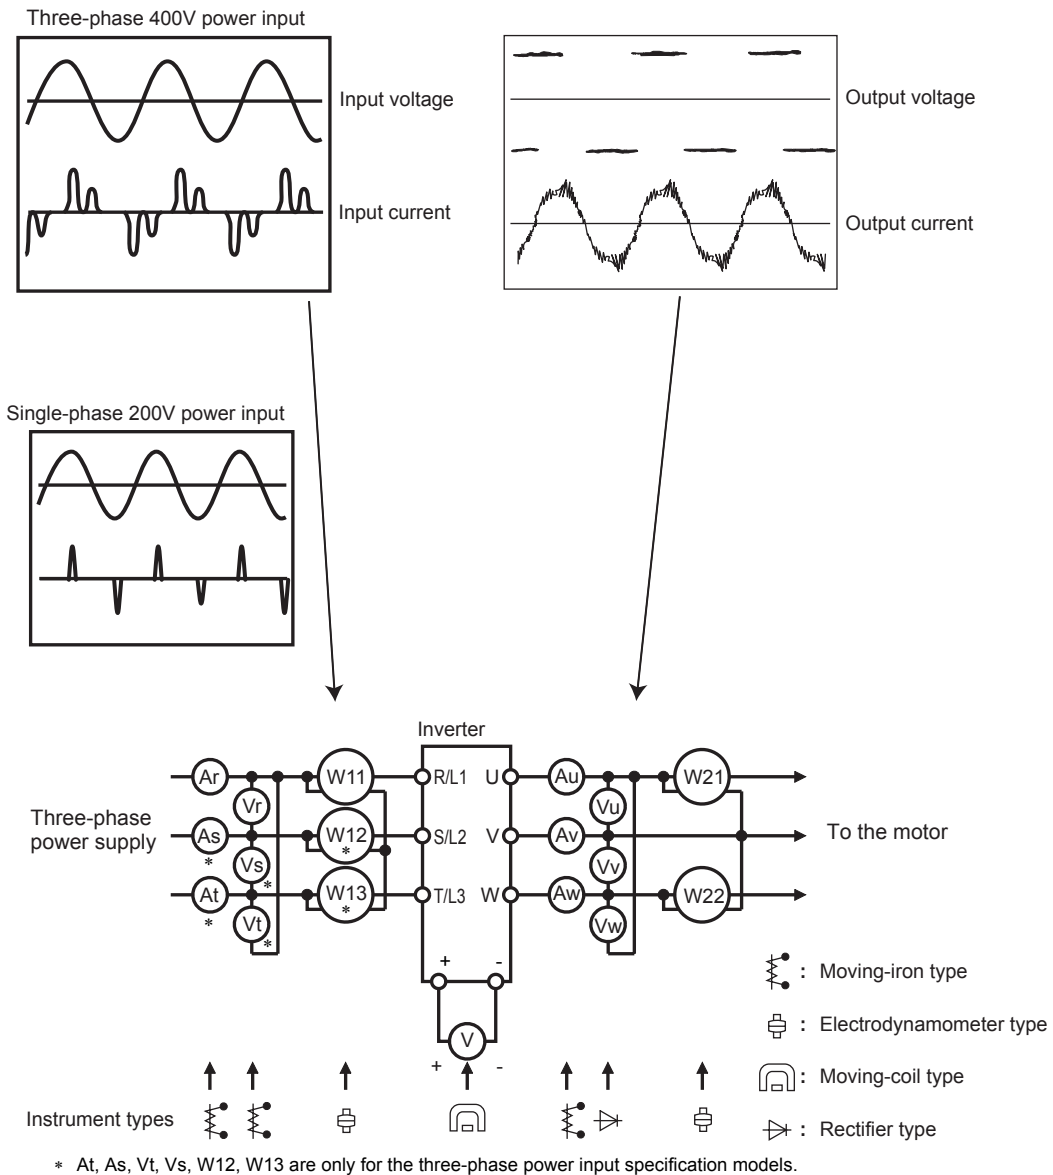 Three-phase 400V power input
Input voltage
Input current
Output voltage
Output current
Single-phase 200V power input
Inverter
Three-phase
power supply
Ar
Vr
As
*
Vs
*
At
*
Vt
*
W11
W12
*
W13
*
R/L1
S/L2
T/L3
U
V
W
+
-
V
+
-
Au
Vu
Av
Vv
Aw
Vw
W21
W22
To the motor
: Moving-iron type
: Electrodynamometer type
: Moving-coil type
: Rectifier type
Instrument types
* At, As, Vt, Vs, W12, W13 are only for the three-phase power input specification models.